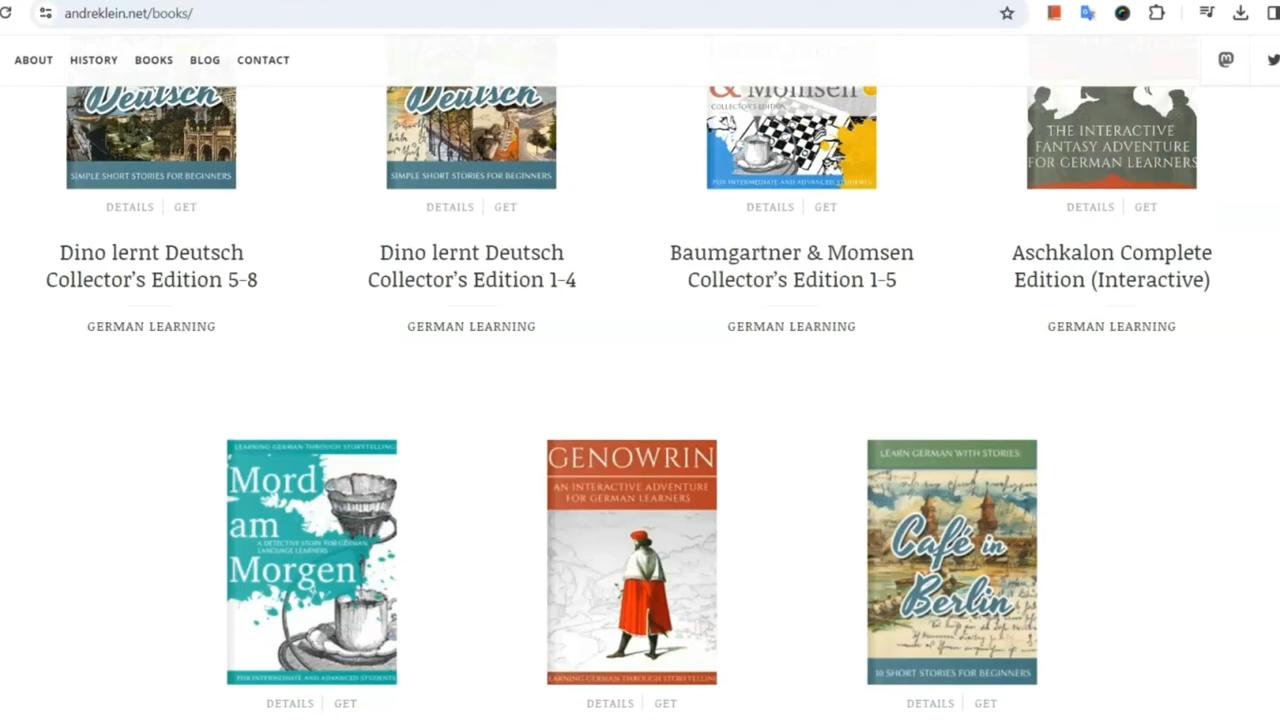 andreklein.net/books/
ABOUT HISTORY BOOKS BLOG CONTACT
Deutsch
SIMPLE SHORT STORIES FOR BEGINNERS
Deutsch
SIMPLE SHORT STORIES FOR BEGINNERS
& Momsen
COLLECTOR'S EDITION
FOR INTERMEDIATE AND ADVANCED STUDENTS
THE INTERACTIVE
FANTASY ADVENTURE
FOR GERMAN LEARNERS
DETAILS GET
DETAILS GET
DETAILS GET
DETAILS GET
Dino lernt Deutsch
Collector's Edition 5-8
Dino lernt Deutsch
Collector's Edition 1-4
Baumgartner & Momsen
Collector's Edition 1-5
Aschkalon Complete
Edition (Interactive)
GERMAN LEARNING
GERMAN LEARNING
GERMAN LEARNING
GERMAN LEARNING
LEARNING GERMAN THROUGH STORYTELLING
Mord
am
A DETECTIVE STORY FOR GERMAN
LANGUAGE LEARNERS
Morgen
FOR INTERMEDIATE AND ADVANCED STUDENTS
GENOWRIN
AN INTERACTIVE ADVENTURE
FOR GERMAN LEARNERS
LEARNING GERMAN THROUGH STORYTELLING
LEARN GERMAN WITH STORIES:
Café in
Berlin
10 SHORT STORIES FOR BEGINNERS
DETAILS GET
DETAILS GET
DETAILS GET